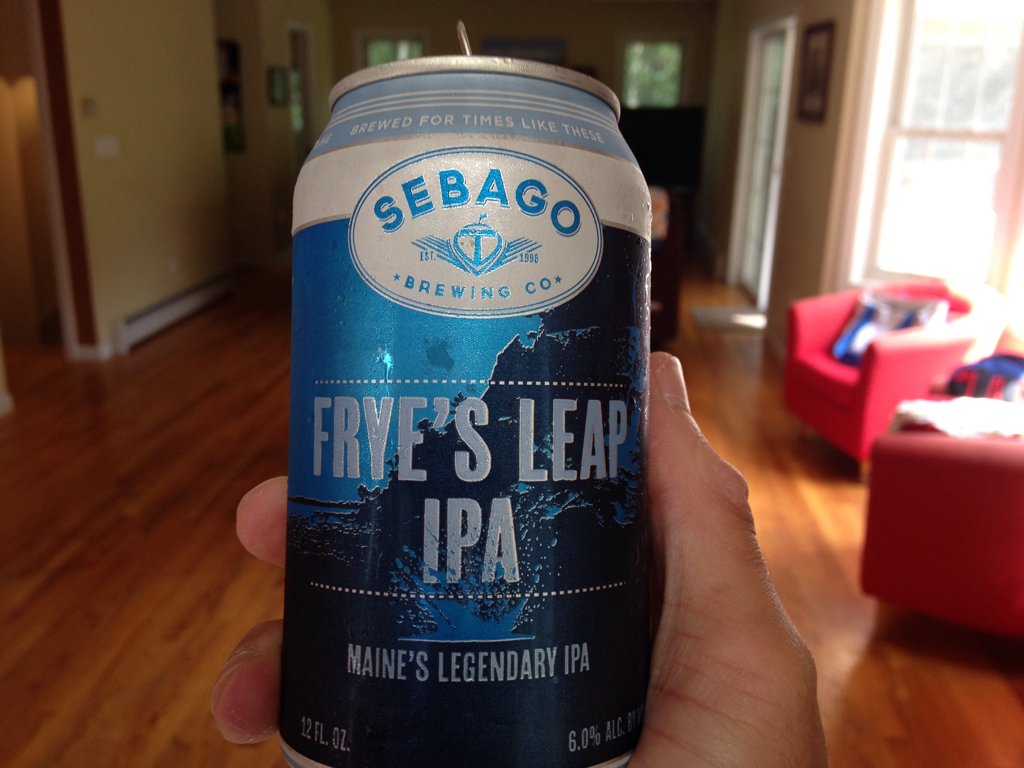 BREWED FOR TIMES LIKE THESE
SEBAGO
EST. 1998
★BREWING CO★
FRYE'S LEAP
IPA
MAINE'S LEGENDARY IPA
12 FL. OZ.
6.0% ALC. BY